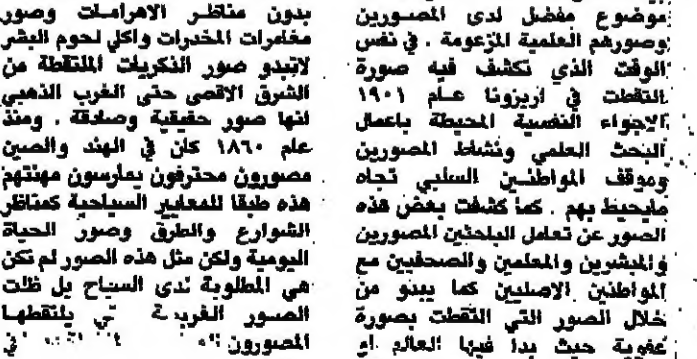 موضوع مفضل لدى المصورين
وصورهم العلمية المزعومة . في نفس
الوقت الذي تكشف فيه صورة
التقطت في اريزونا عام ١٩٠١
الاجواء النفسية المحيطة باعمال
البحث العلمي ونشاط المصورين
وموقف المواطنين السلبي تجاه
مايحيط بهم . كما كشفت بعض هذه
الصور عن تعامل الباحثين المصورين
والمبشرين والمعلمين والصحفيين مع
المواطنين الاصليين كما يبدو من
خلال الصور التي التقطت بصورة
عفوية حيث بدا فيها العالم او
بدون مناظر الاهرامات وصور
مغامرات المخدرات واكلي لحوم البشر
لاتبدو صور الذكريات الملتقطة من
الشرق الاقصى حتى الغرب الذهبي
انها صور حقيقية وصادقة . ومنذ
عام ١٨٦٠ كان في الهند والصين
مصورون محترفون يمارسون مهنتهم
هذه طبقا للمعايير السياحية كمناظر
الشوارع والطرق وصور الحياة
اليومية ولكن مثل هذه الصور لم تكن
هي المطلوبة لدى السياح بل ظلت
الصور الغريبة يلتقطها
المصورون في